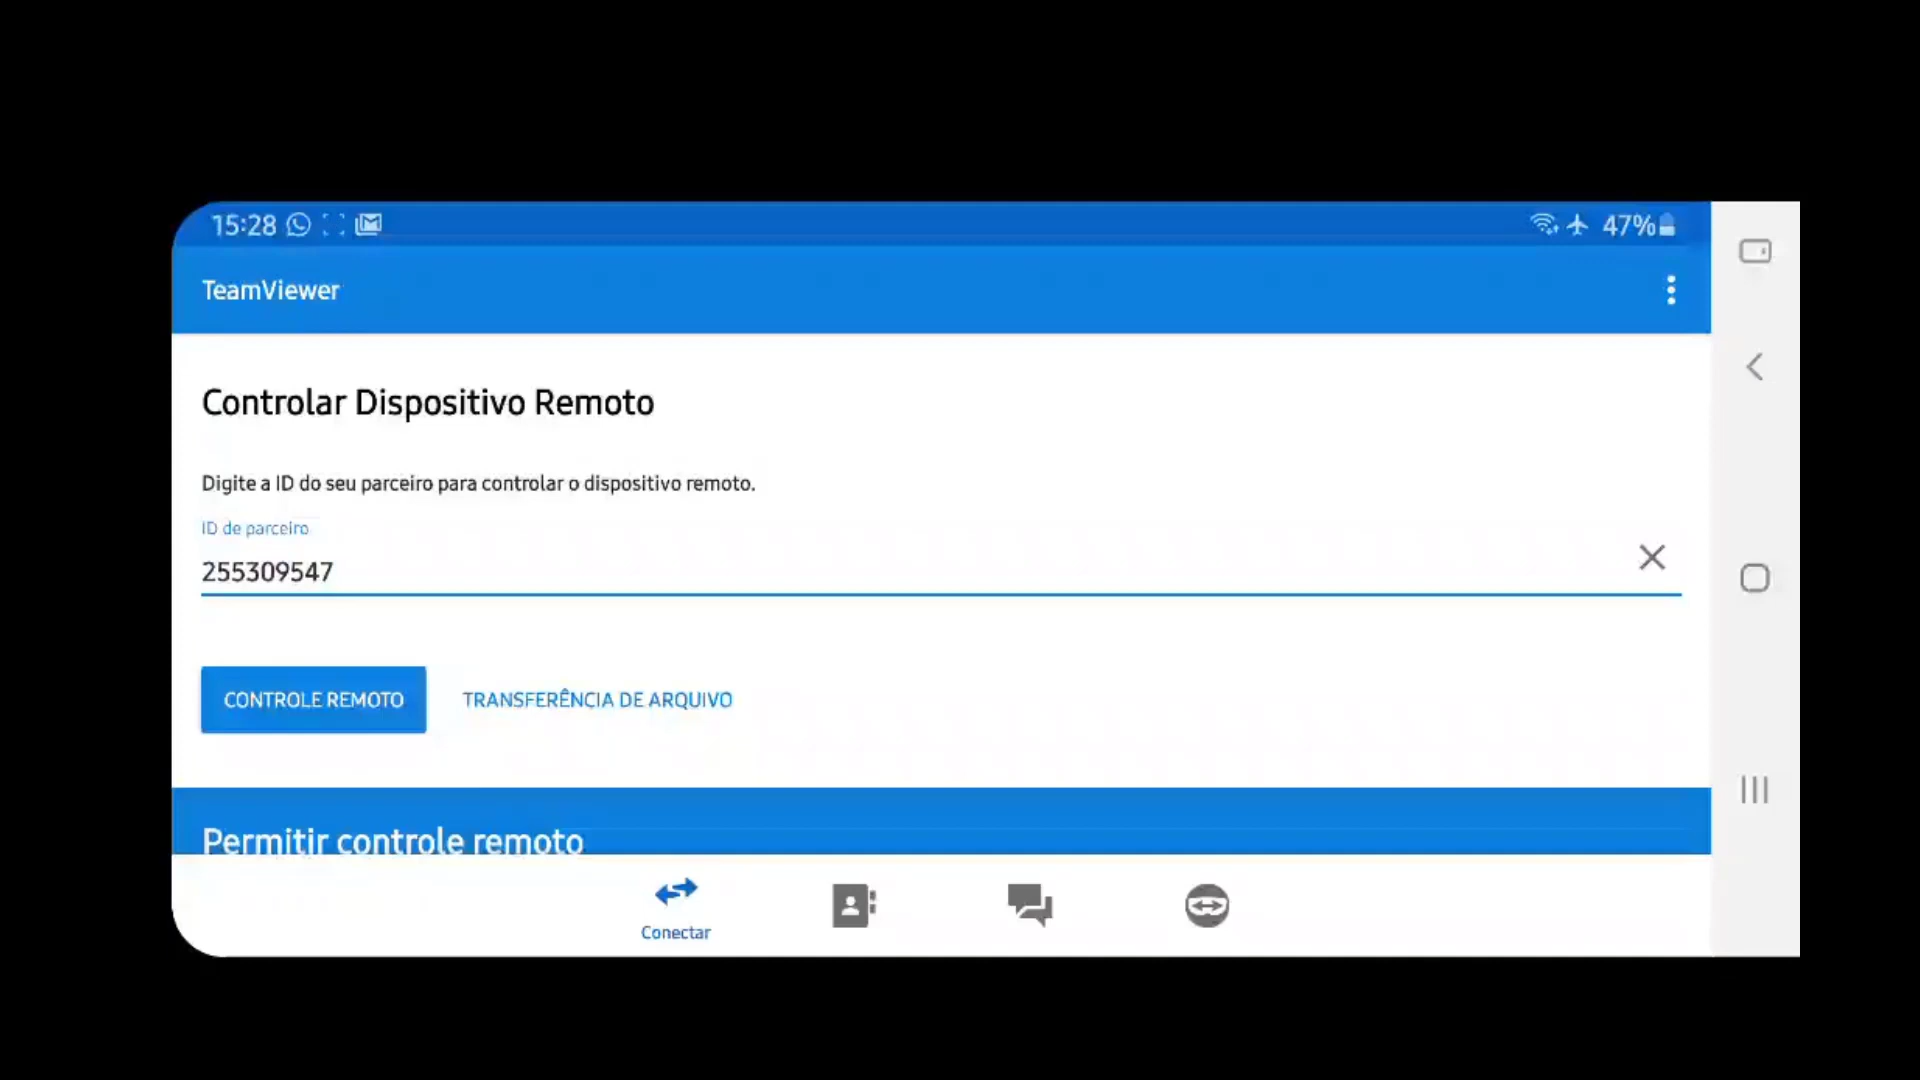 15:28
47%
TeamViewer
Controlar Dispositivo Remoto
Digite a ID do seu parceiro para controlar o dispositivo remoto.
ID de parceiro
255309547
CONTROLE REMOTO
TRANSFERÊNCIA DE ARQUIVO
Permitir controle remoto
Conectar